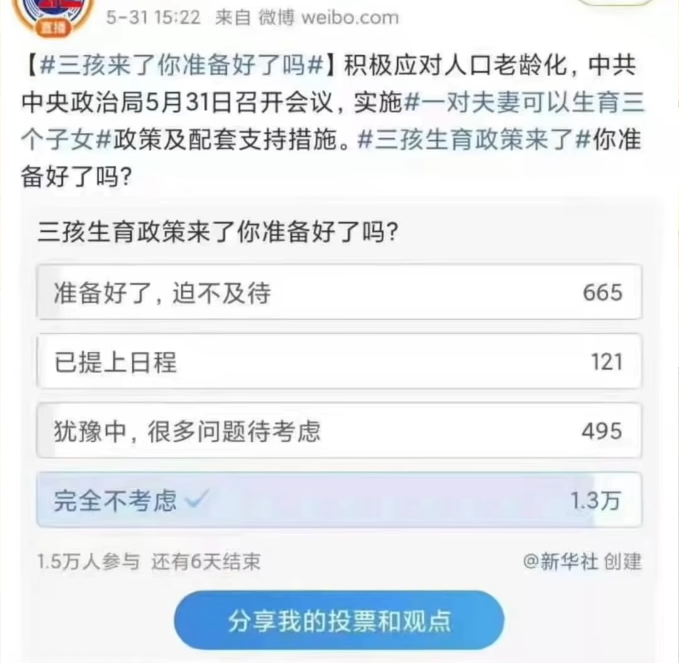 直播
5-31 15:22 来自 微博 weibo.com
【#三孩来了你准备好了吗#】积极应对人口老龄化，中共
中央政治局5月31日召开会议，实施#一对夫妻可以生育三
个子女#政策及配套支持措施。#三孩生育政策来了#你准
备好了吗?
三孩生育政策来了你准备好了吗?
准备好了，迫不及待 665
已提上日程 121
犹豫中，很多问题待考虑 495
完全不考虑 1.3万
1.5万人参与 还有6天结束 @新华社 创建
分享我的投票和观点